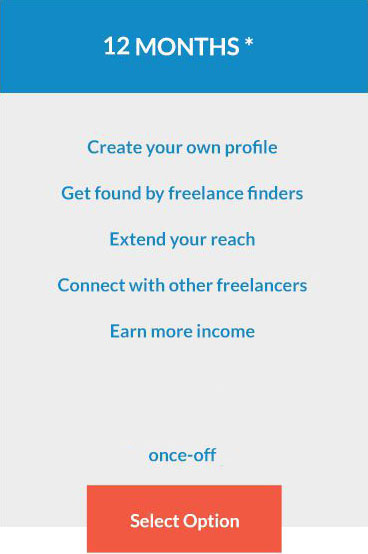 12 MONTHS *
Create your own profile
Get found by freelance finders
Extend your reach
Connect with other freelancers
Earn more income
once-off
Select Option